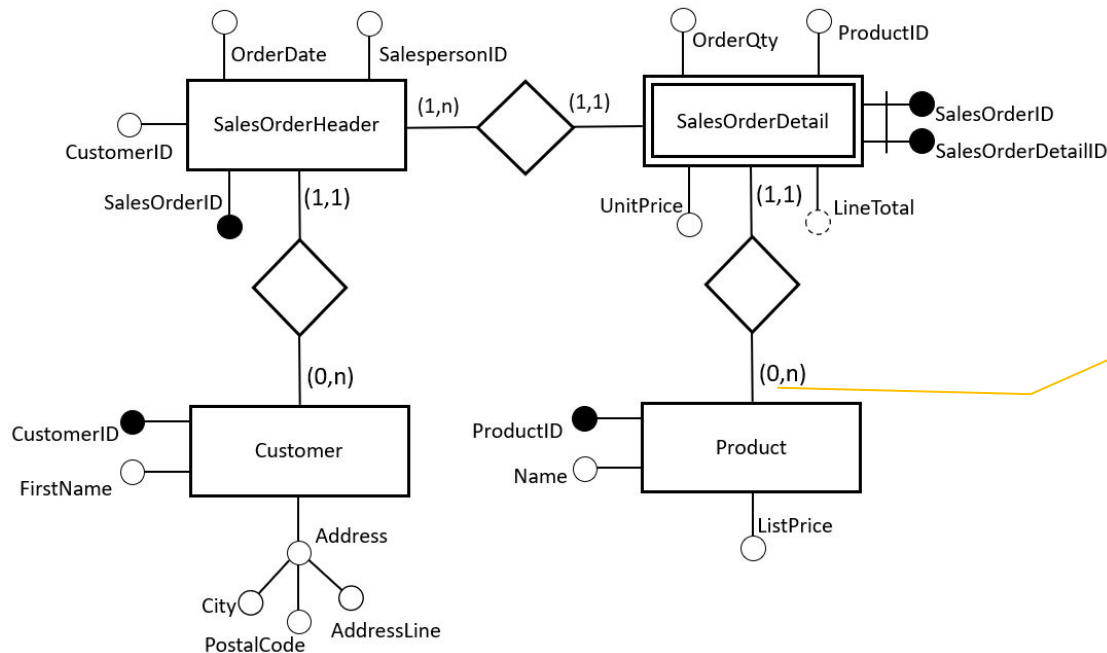 OrderDate
SalespersonID
OrderQty
ProductID
SalesOrderHeader
(1,n)
(1,1)
SalesOrderDetail
SalesOrderID
SalesOrderDetailID
CustomerID
SalesOrderID
(1,1)
UnitPrice
(1,1)
LineTotal
(0,n)
(0,n)
CustomerID
Customer
FirstName
ProductID
Product
Name
Address
ListPrice
City
PostalCode
AddressLine